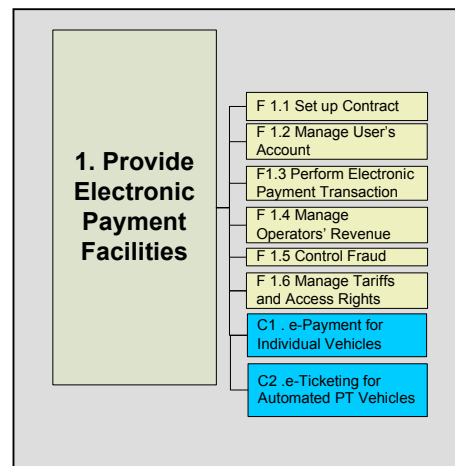 1. Provide
Electronic
Payment
Facilities
F 1.1 Set up Contract
F 1.2 Manage User's
Account
F1.3 Perform Electronic
Payment Transaction
F 1.4 Manage
Operators' Revenue
F 1.5 Control Fraud
F 1.6 Manage Tariffs
and Access Rights
C1 . e-Payment for
Individual Vehicles
C2 .e-Ticketing for
Automated PT Vehicles